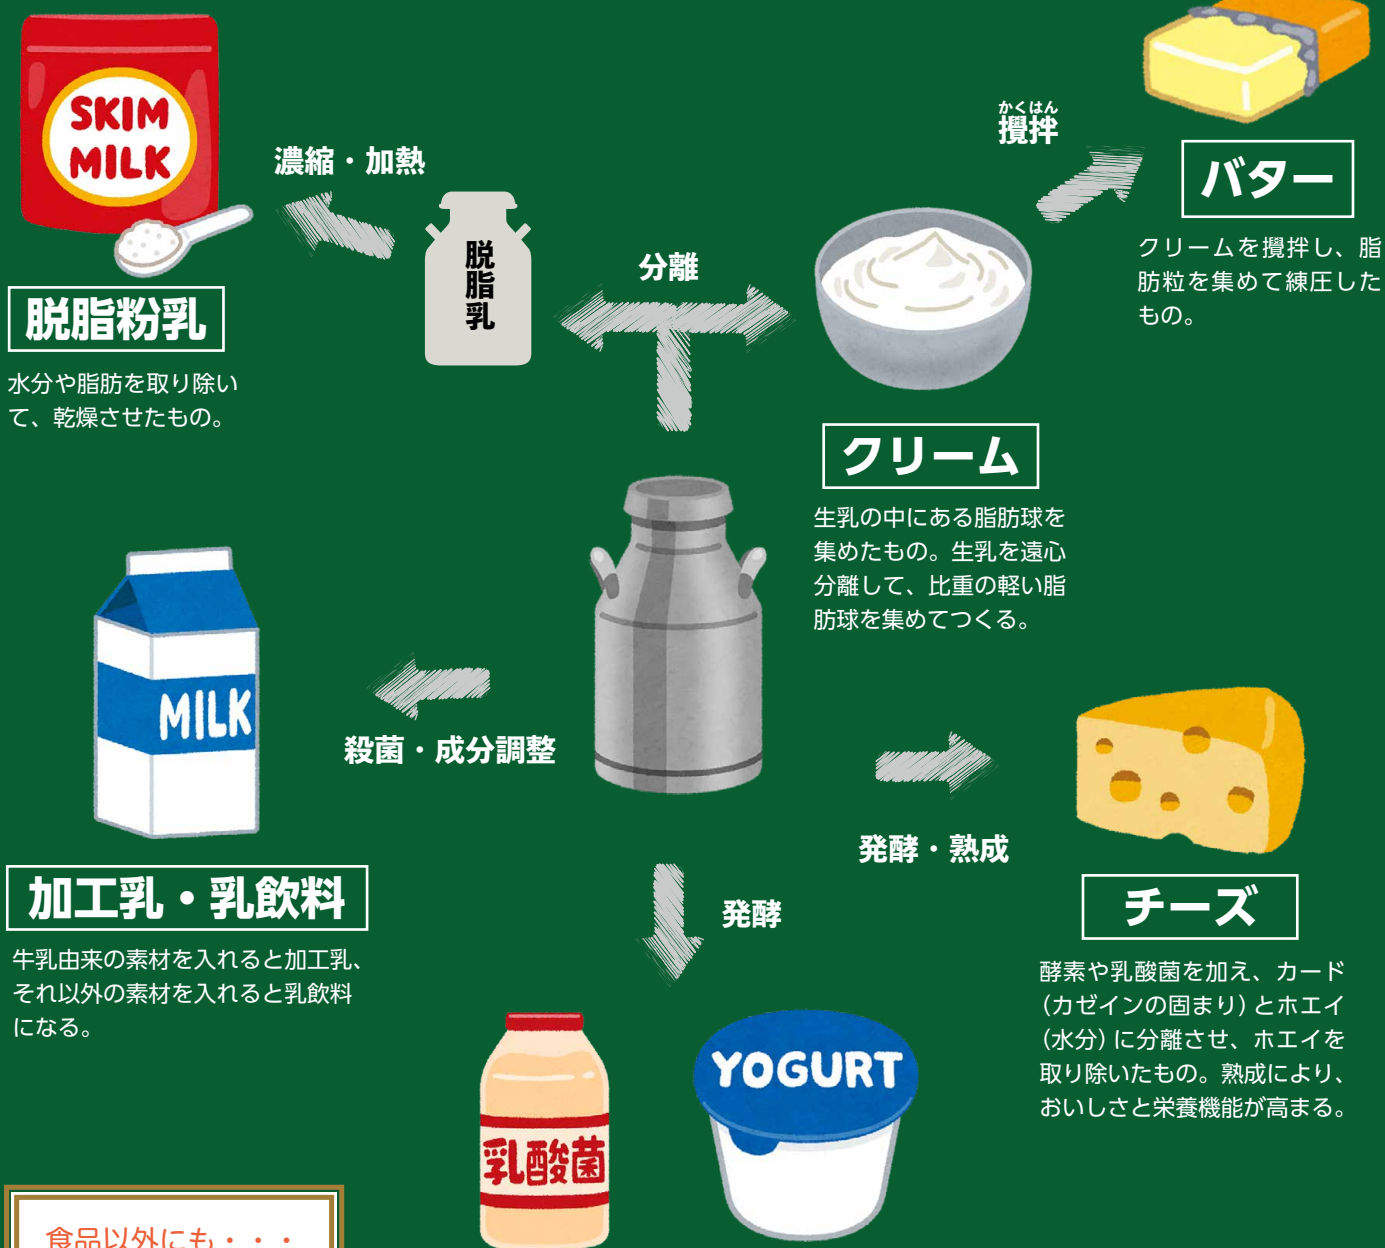 SKIM
MILK
濃縮・加熱
脱脂乳
脱脂粉乳
水分や脂肪を取り除い
て、乾燥させたもの。
分離
かくはん
攪拌
バター
クリームを攪拌し、脂
肪粒を集めて練圧した
もの。
クリーム
生乳の中にある脂肪球を
集めたもの。生乳を遠心
分離して、比重の軽い脂
肪球を集めてつくる。
MILK
殺菌・成分調整
加工乳・乳飲料
牛乳由来の素材を入れると加工乳、
それ以外の素材を入れると乳飲料
になる。
発酵・熟成
チーズ
酵素や乳酸菌を加え、カード
(カゼインの固まり)とホエイ
(水分)に分離させ、ホエイを
取り除いたもの。熟成により、
おいしさと栄養機能が高まる。
発酵
乳酸菌
YOGURT
食品以外にも・・・